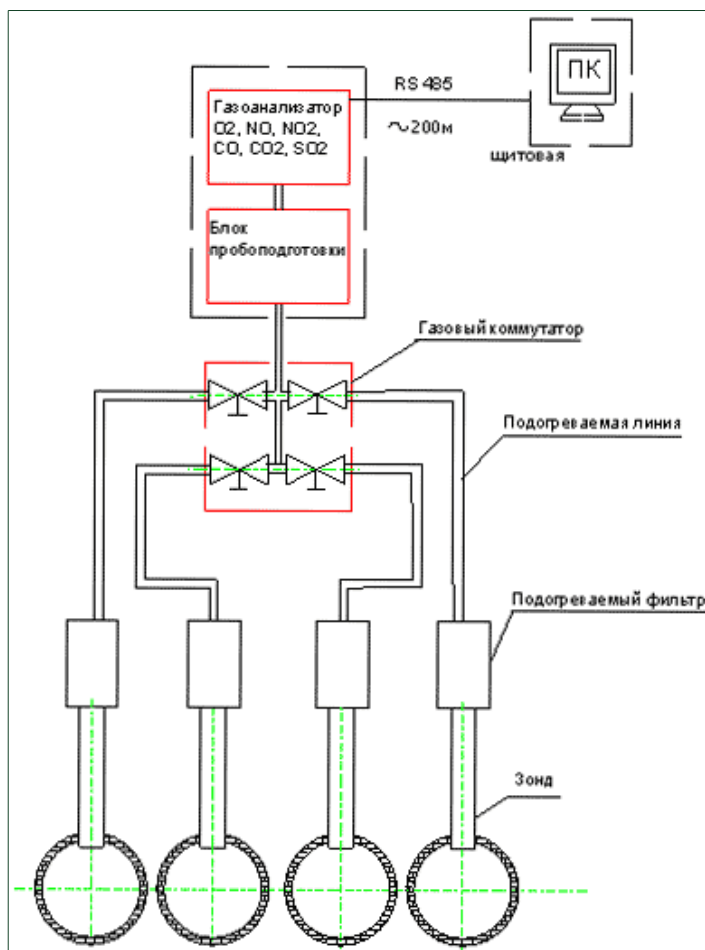 ПК
RS 485
~200м
щитовая
Газоанализатор
O2, NO, NO2,
CO, CO2, SO2
Блок
пробоподготовки
Газовый коммутатор
Подогреваемая линия
Подогреваемый фильтр
Зонд